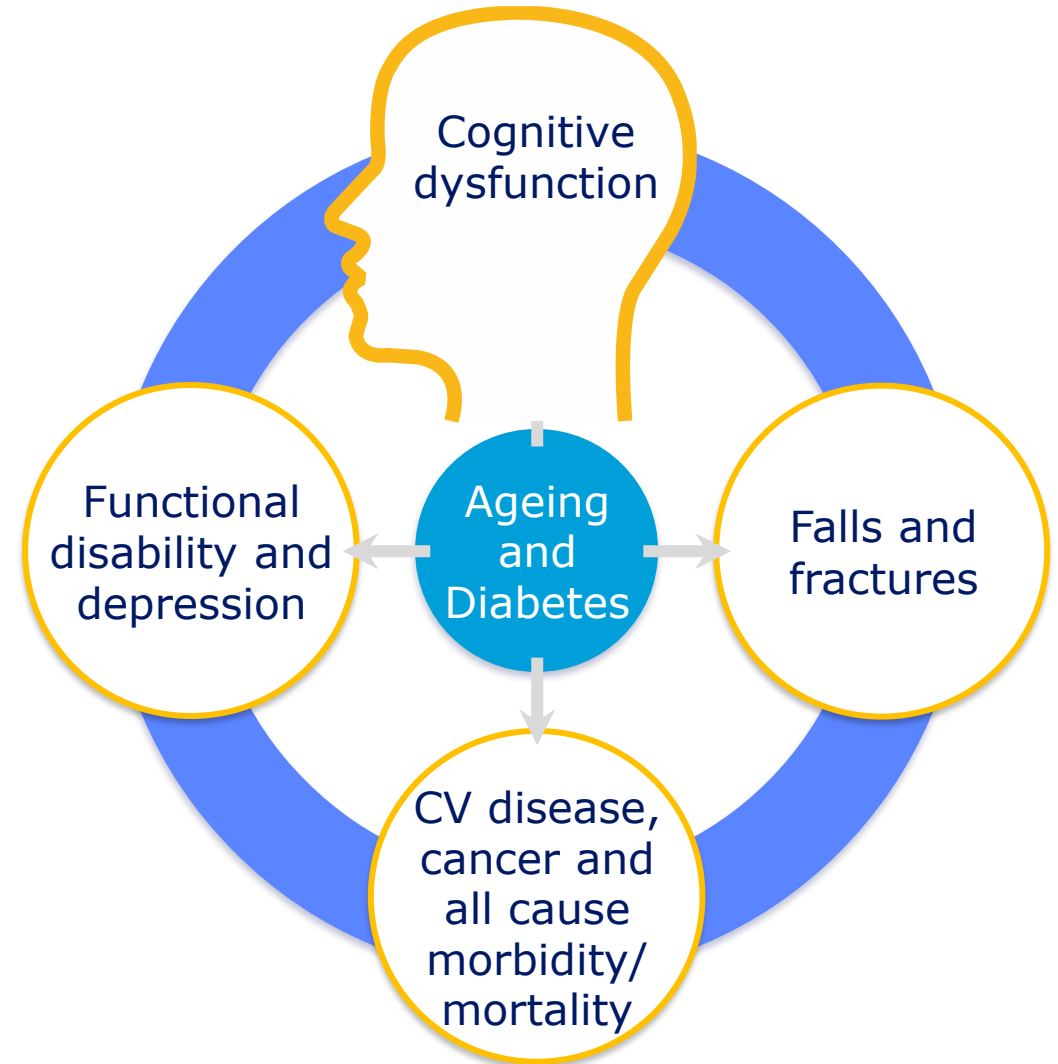 Cognitive
dysfunction
Functional
disability and
depression
Ageing
and
Diabetes
Falls and
fractures
CV disease,
cancer and
all cause
morbidity/
mortality